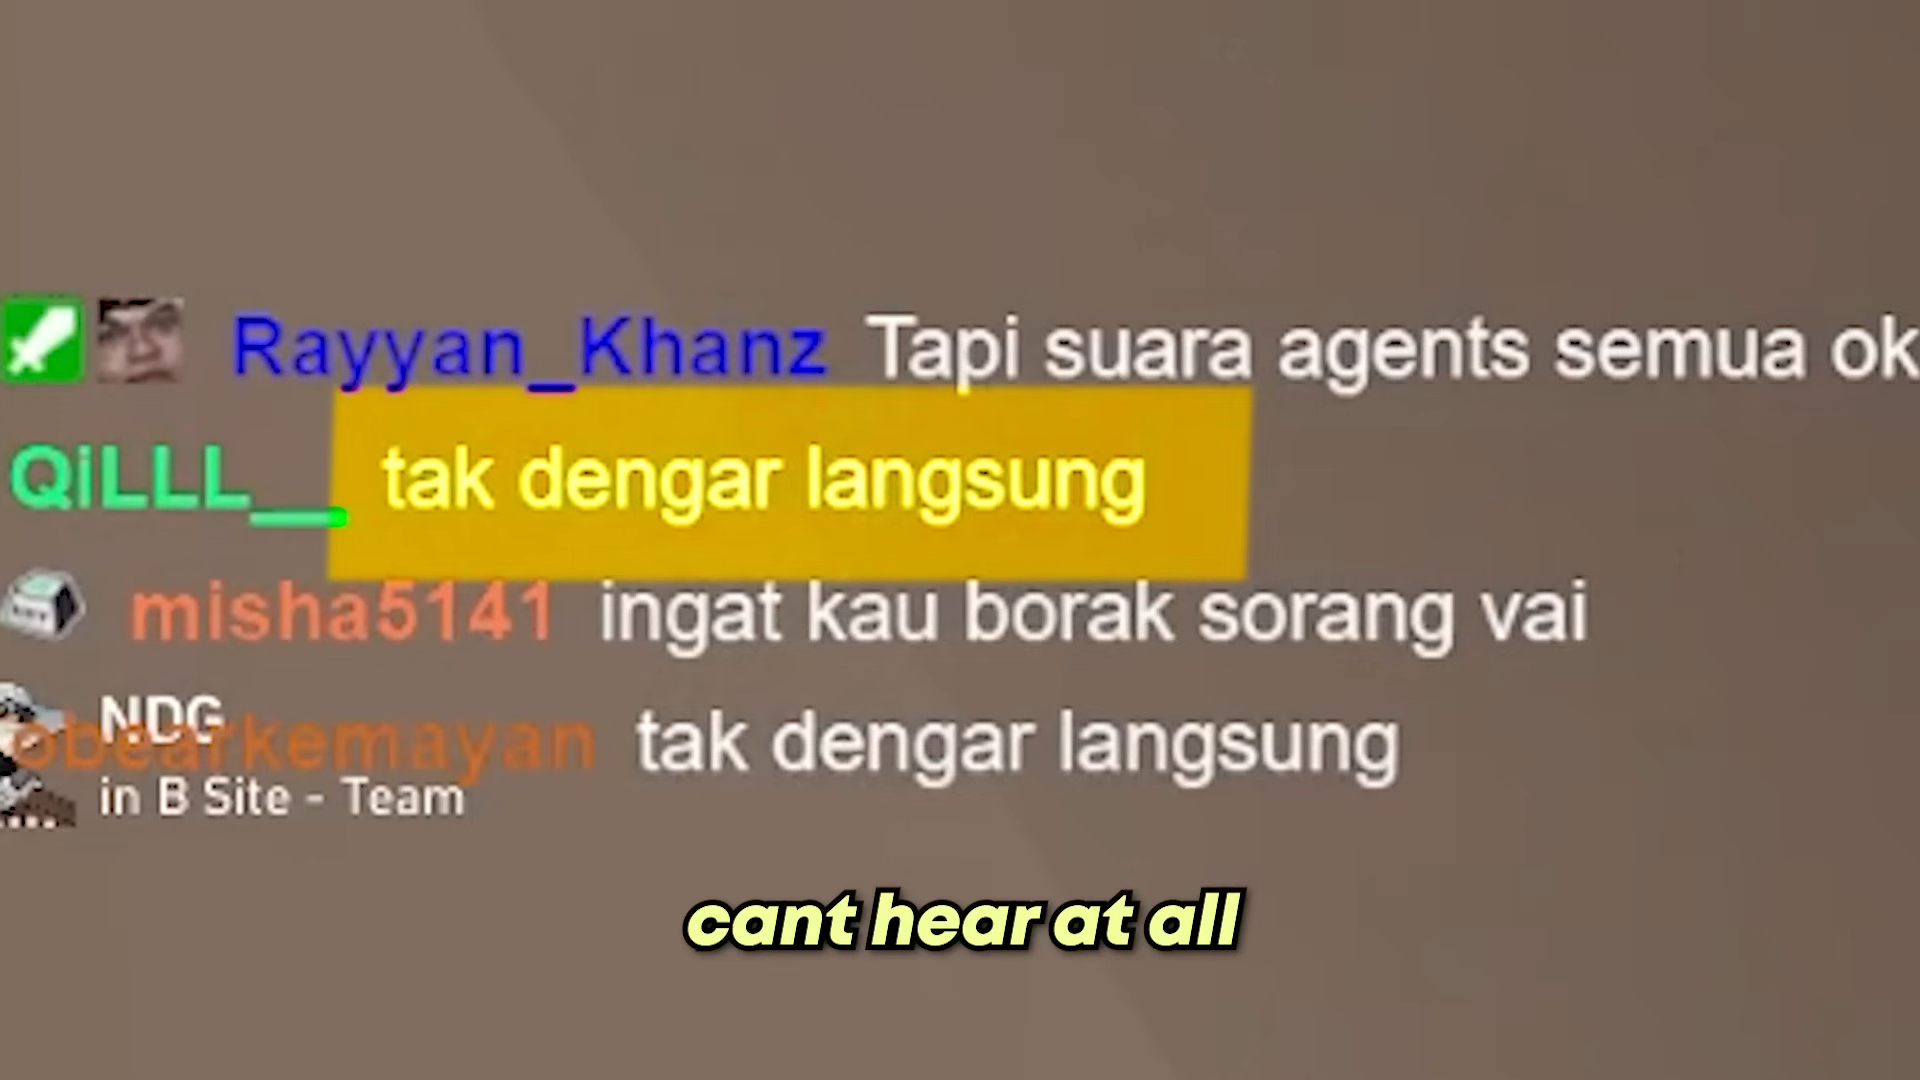 Rayyan_Khanz Tapi suara agents semua ok
QiLLL__ tak dengar langsung
misha5141 ingat kau borak sorang vai
NDG
obearkemayan tak dengar langsung
in B Site - Team
cant hear at all